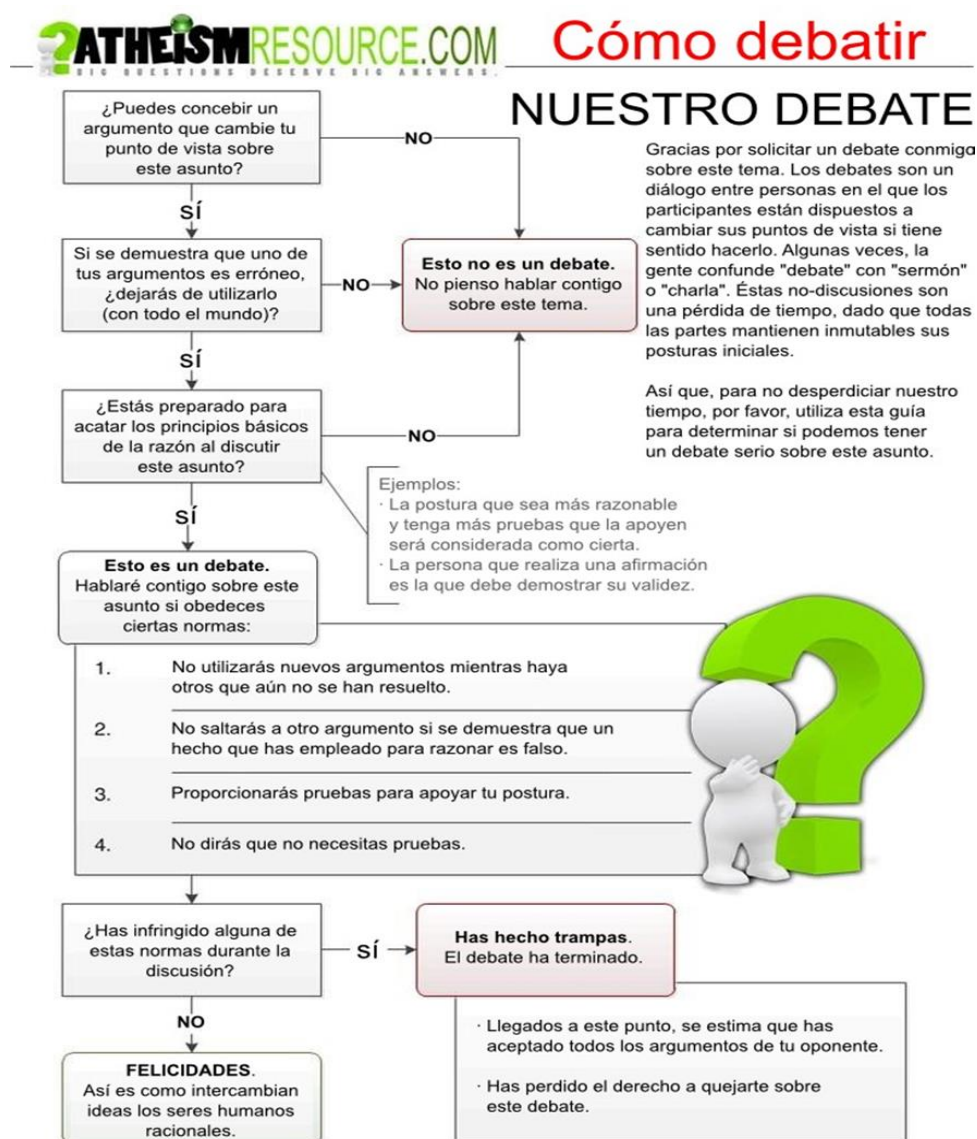 ?ATHEISMRESOURCE.COM
BIG QUESTIONS DESERVE BIG ANSWERS.
Cómo debatir
NUESTRO DEBATE
Gracias por solicitar un debate conmigo
sobre este tema. Los debates son un
diálogo entre personas en el que los
participantes están dispuestos a
cambiar sus puntos de vista si tiene
sentido hacerlo. Algunas veces, la
gente confunde "debate" con "sermón"
o "charla". Éstas no-discusiones son
una pérdida de tiempo, dado que todas
las partes mantienen inmutables sus
posturas iniciales.
Así que, para no desperdiciar nuestro
tiempo, por favor, utiliza esta guía
para determinar si podemos tener
un debate serio sobre este asunto.
¿Puedes concebir un
argumento que cambie tu
punto de vista sobre
este asunto?
NO
SÍ
Si se demuestra que uno de
tus argumentos es erróneo,
¿dejarás de utilizarlo
(con todo el mundo)?
NO
Esto no es un debate.
No pienso hablar contigo
sobre este tema.
SÍ
¿Estás preparado para
acatar los principios básicos
de la razón al discutir
este asunto?
NO
Ejemplos:
· La postura que sea más razonable
y tenga más pruebas que la apoyen
será considerada como cierta.
· La persona que realiza una afirmación
es la que debe demostrar su validez.
SÍ
Esto es un debate.
Hablaré contigo sobre este
asunto si obedeces
ciertas normas:
1. No utilizarás nuevos argumentos mientras haya
otros que aún no se han resuelto.
2. No saltarás a otro argumento si se demuestra que un
hecho que has empleado para razonar es falso.
3. Proporcionarás pruebas para apoyar tu postura.
4. No dirás que no necesitas pruebas.
¿Has infringido alguna de
estas normas durante la
discusión?
SÍ
Has hecho trampas.
El debate ha terminado.
· Llegados a este punto, se estima que has
aceptado todos los argumentos de tu oponente.
· Has perdido el derecho a quejarte sobre
este debate.
NO
FELICIDADES.
Así es como intercambian
ideas los seres humanos
racionales.